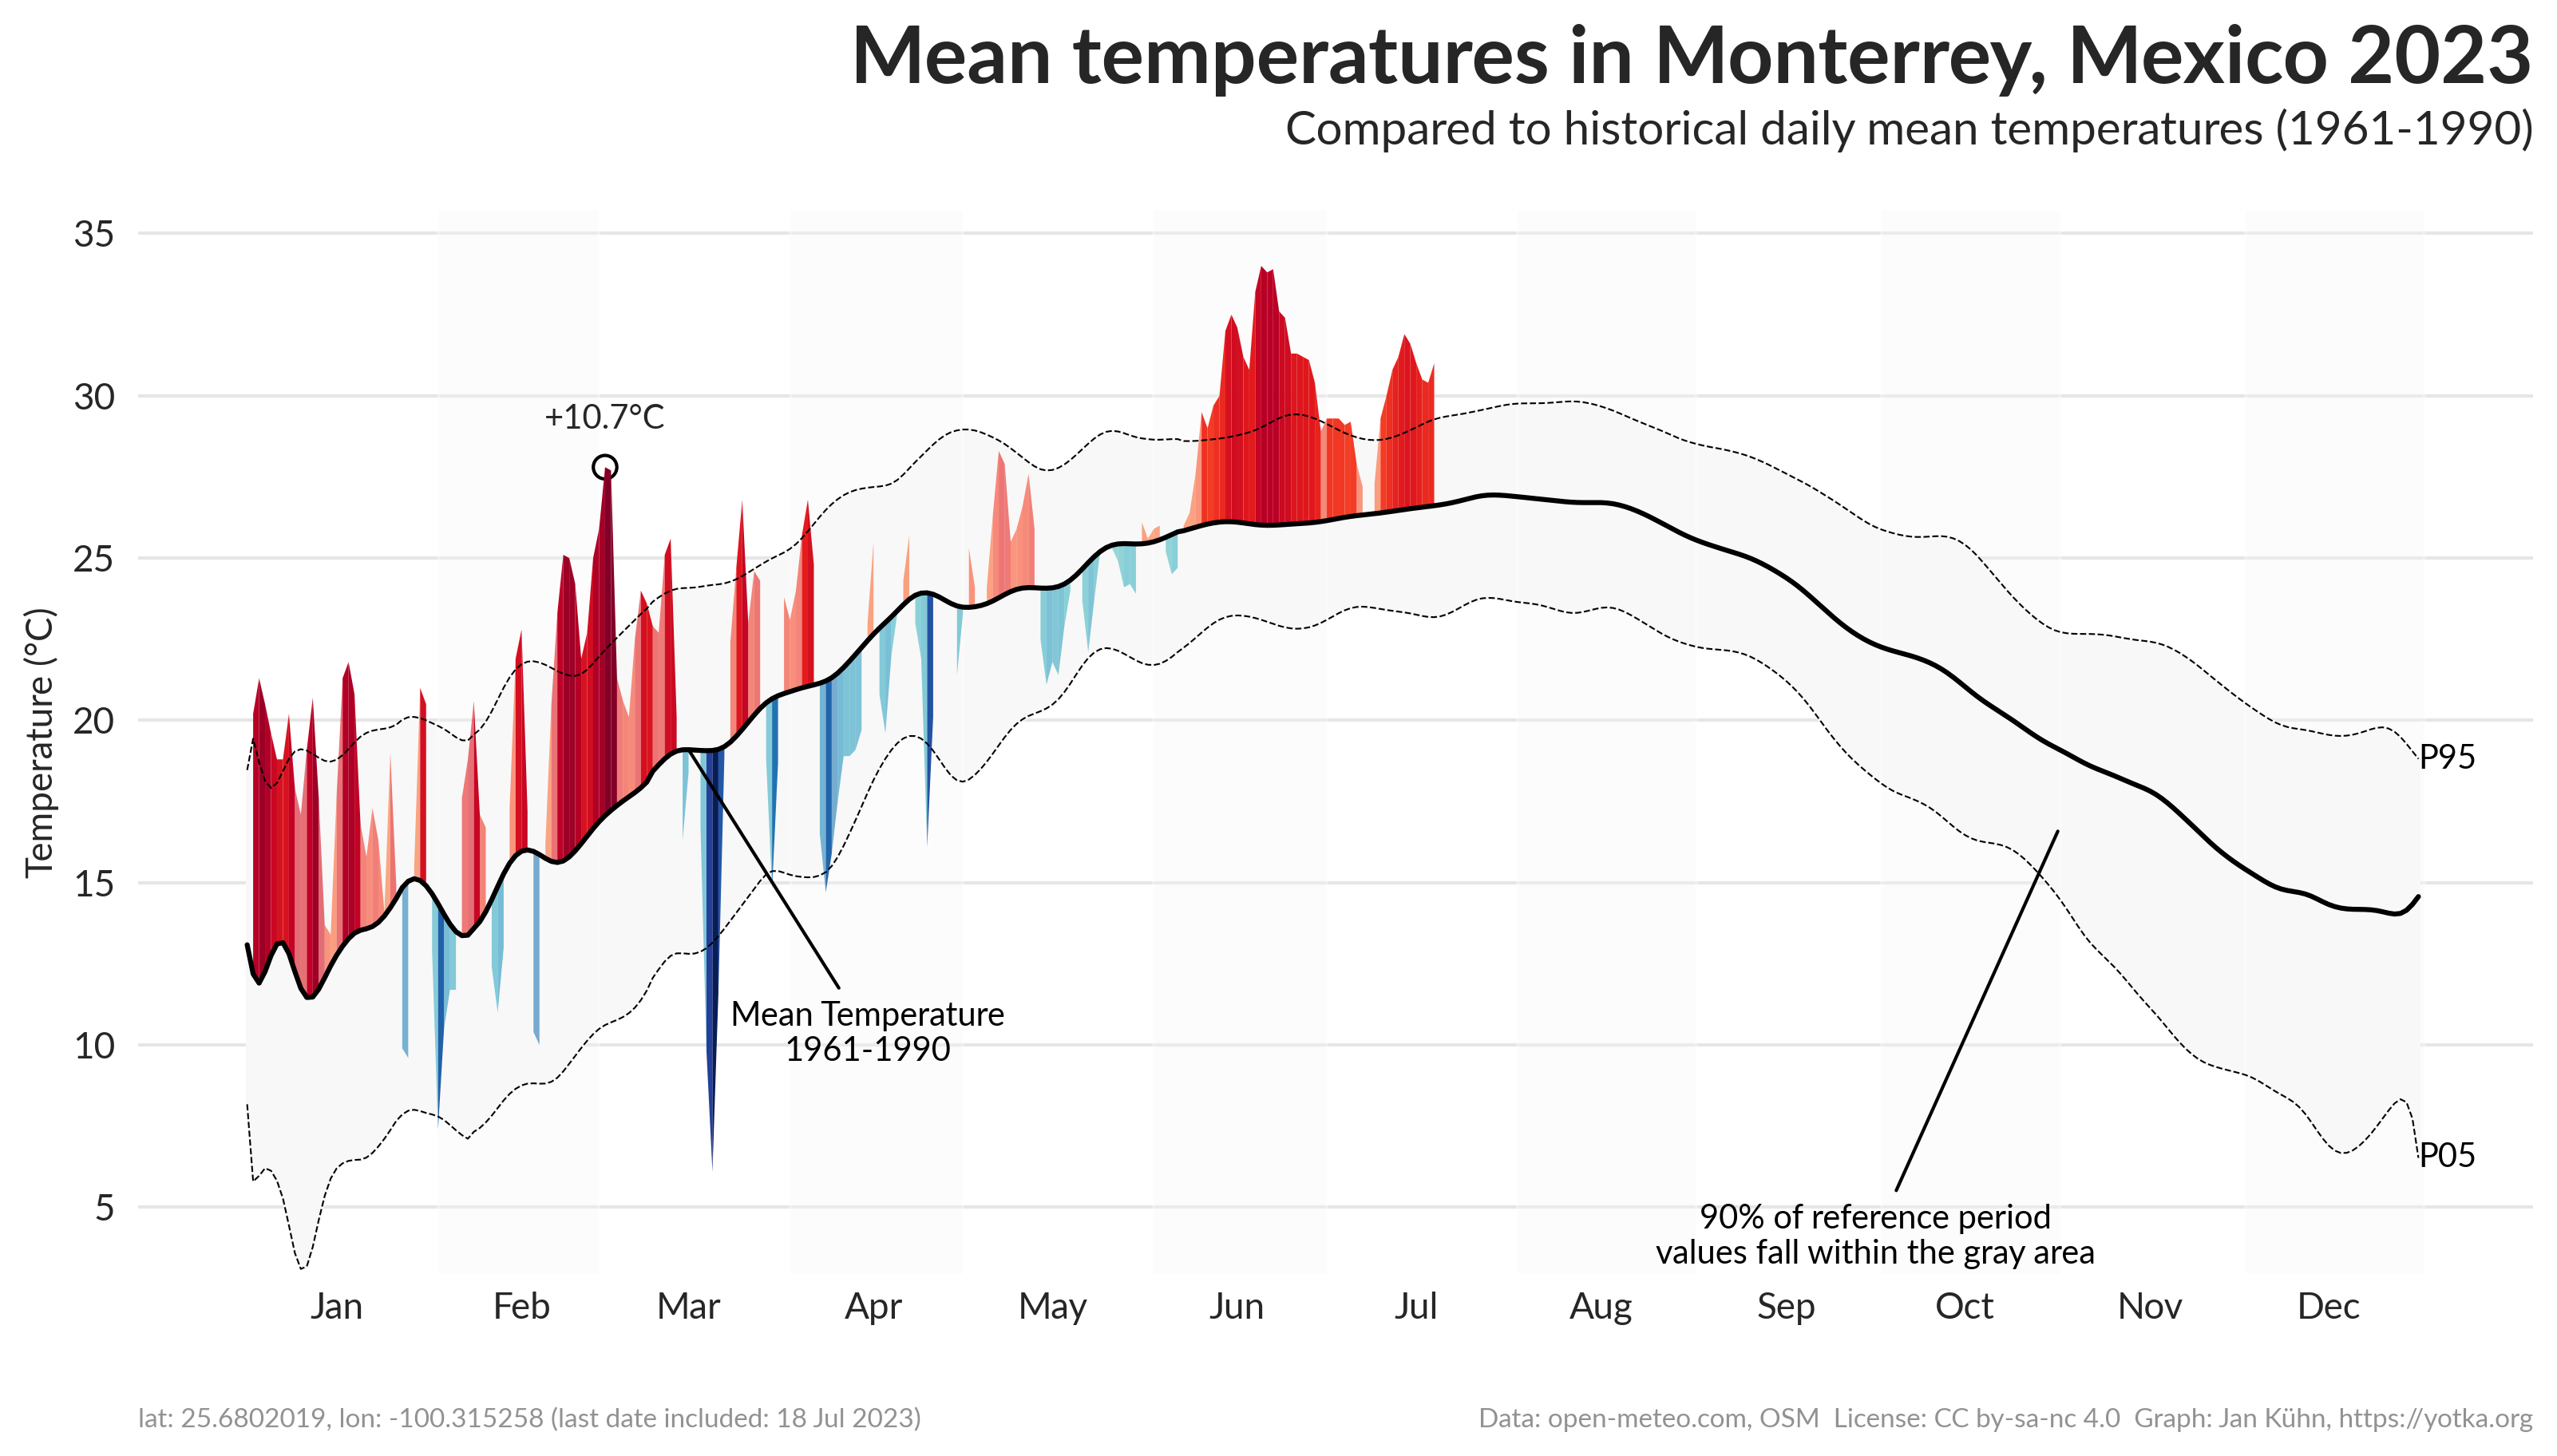 Mean temperatures in Monterrey, Mexico 2023
Compared to historical daily mean temperatures (1961-1990)
Temperature (°C)
35
30
25
20
15
10
5
+10.7°C
Mean Temperature
1961-1990
P95
P05
90% of reference period
values fall within the gray area
Jan Feb Mar Apr May Jun Jul Aug Sep Oct Nov Dec
lat: 25.6802019, lon: -100.315258 (last date included: 18 Jul 2023)
Data: open-meteo.com, OSM License: CC by-sa-nc 4.0 Graph: Jan Kühn, https://yotka.org